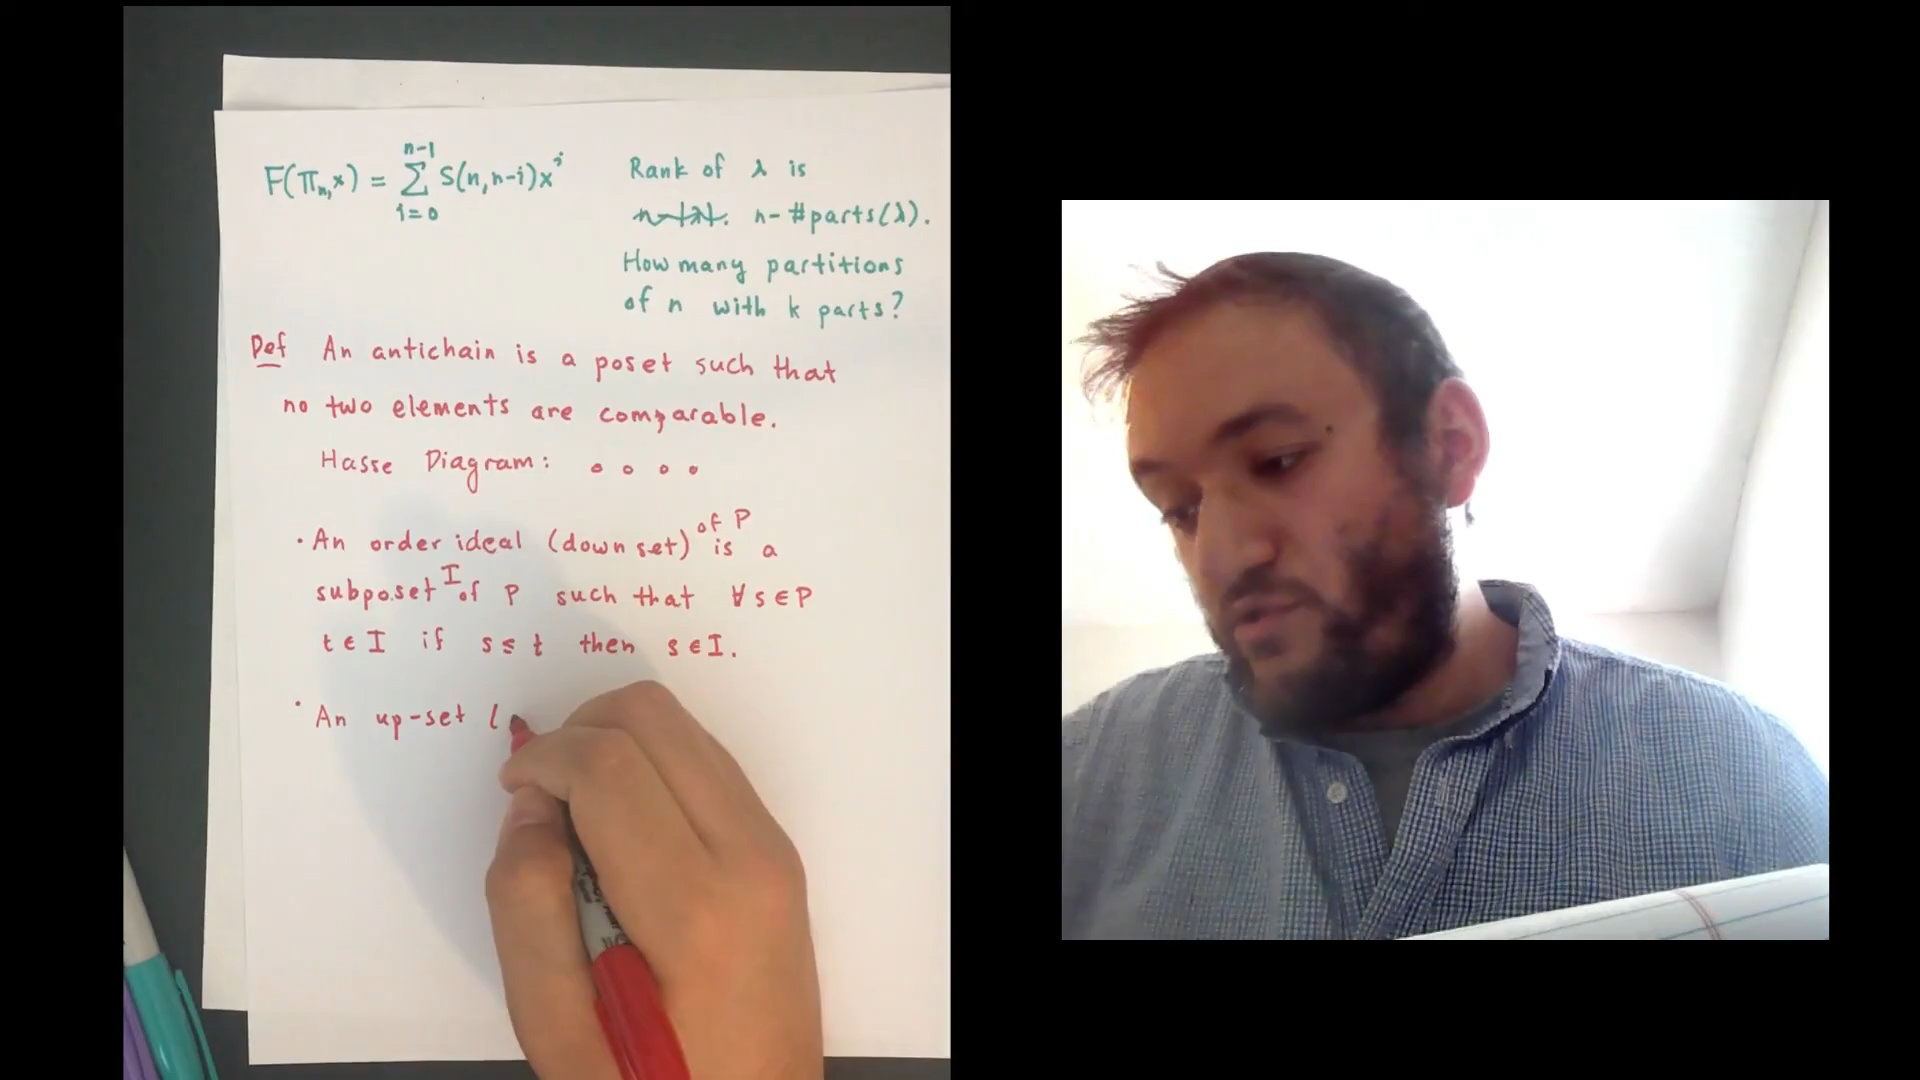 F(Πn,x) = n-1 Σ i=0 S(n,n-i)x^i
Rank of λ is
n-|λ|. n-#parts(λ).
How many partitions
of n with k parts?
Def An antichain is a poset such that
no two elements are comparable.
Hasse Diagram:
• An order ideal (down set) of P is a
subposet I of P such that ∀ s ∈ P
t ∈ I if s ≤ t then s ∈ I.
• An up-set (